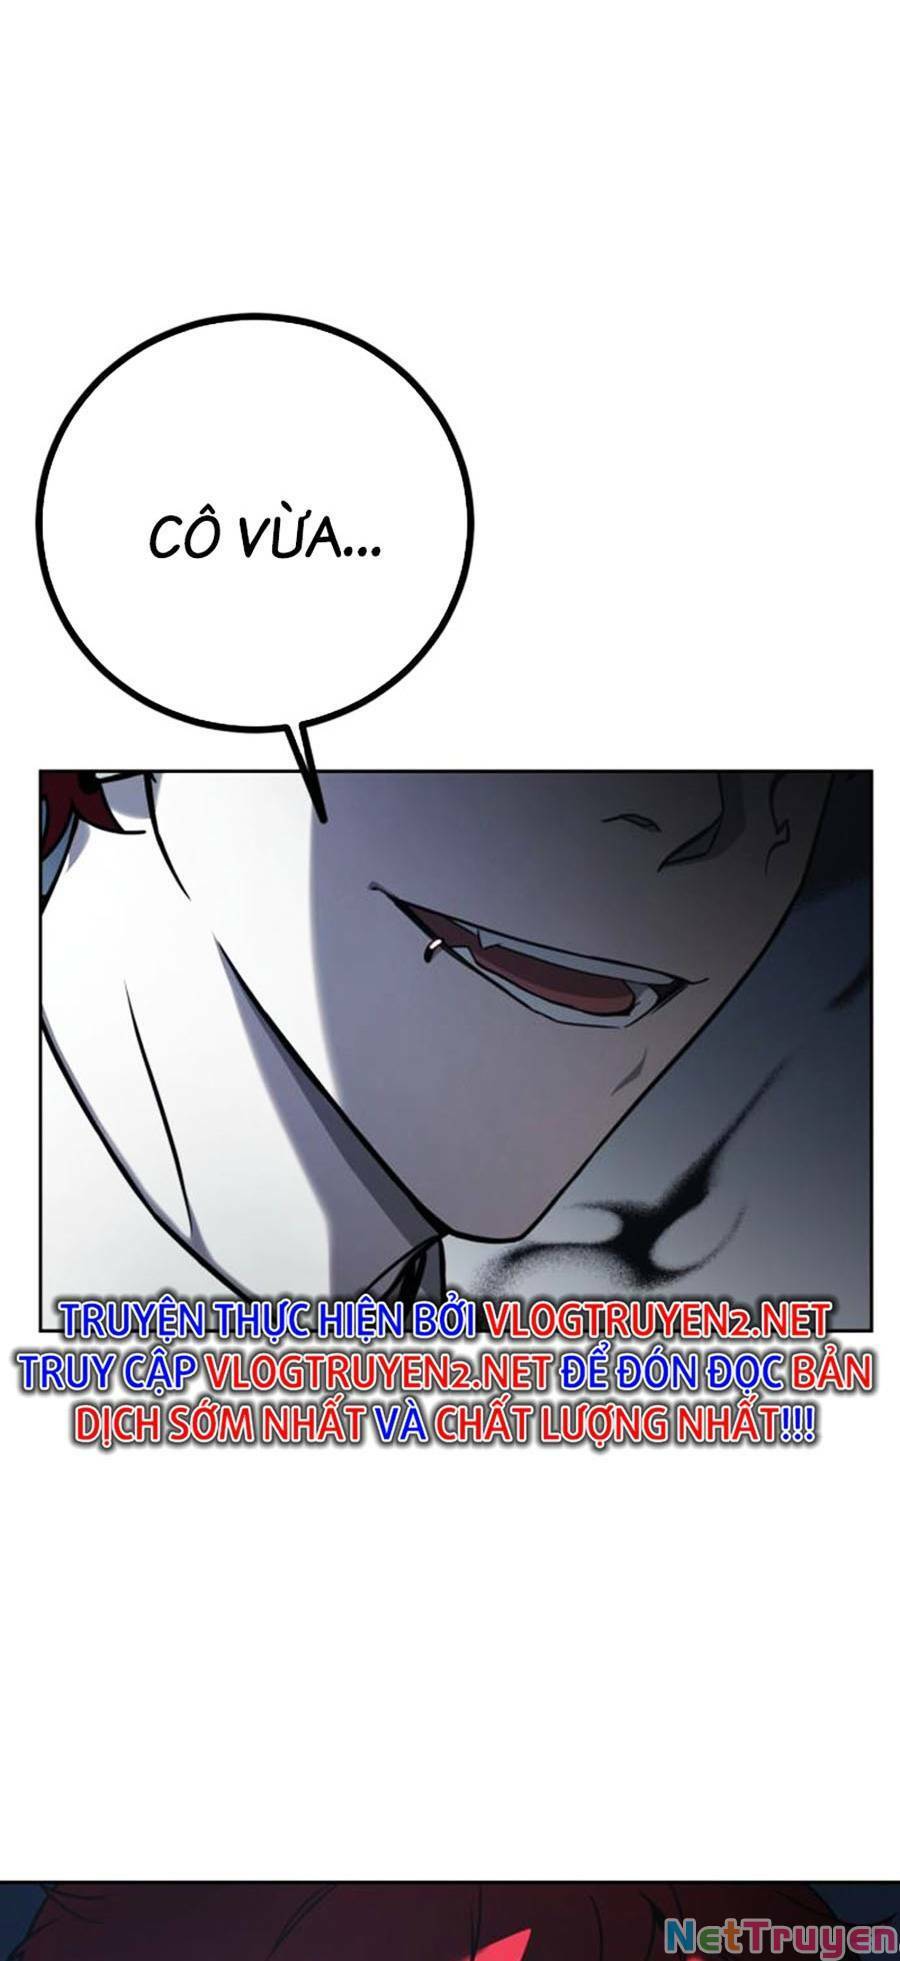 CÔ VỪA...
TRUYỆN THỰC HIỆN BỞI VLOGTRUYEN2.NET
TRUY CẬP VLOGTRUYEN2.NET ĐỂ ĐÓN ĐỌC BẢN
DỊCH SỚM NHẤT VÀ CHẤT LƯỢNG NHẤT!!!
NetTruyen